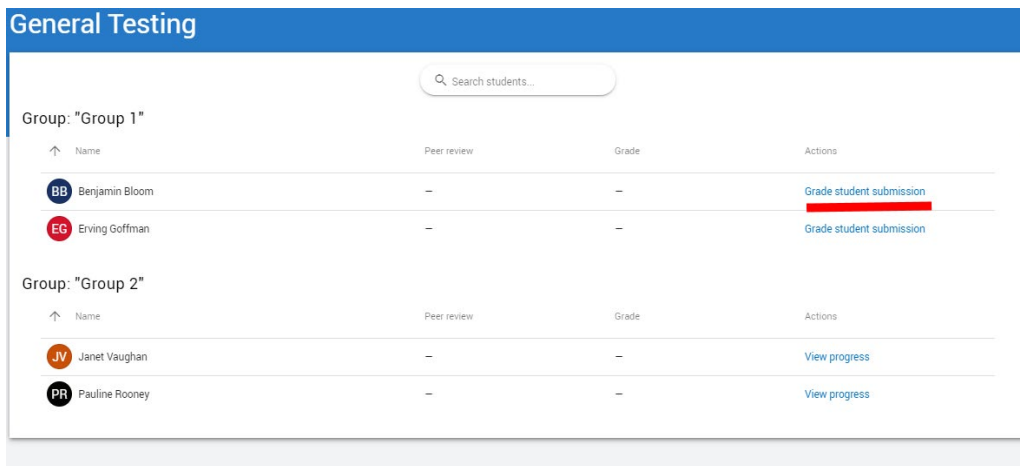 General Testing
Search students...
Group: "Group 1"
Name Peer review Grade Actions
BB Benjamin Bloom – – Grade student submission
EG Erving Goffman – – Grade student submission
Group: "Group 2"
Name Peer review Grade Actions
JV Janet Vaughan – – View progress
PR Pauline Rooney – – View progress